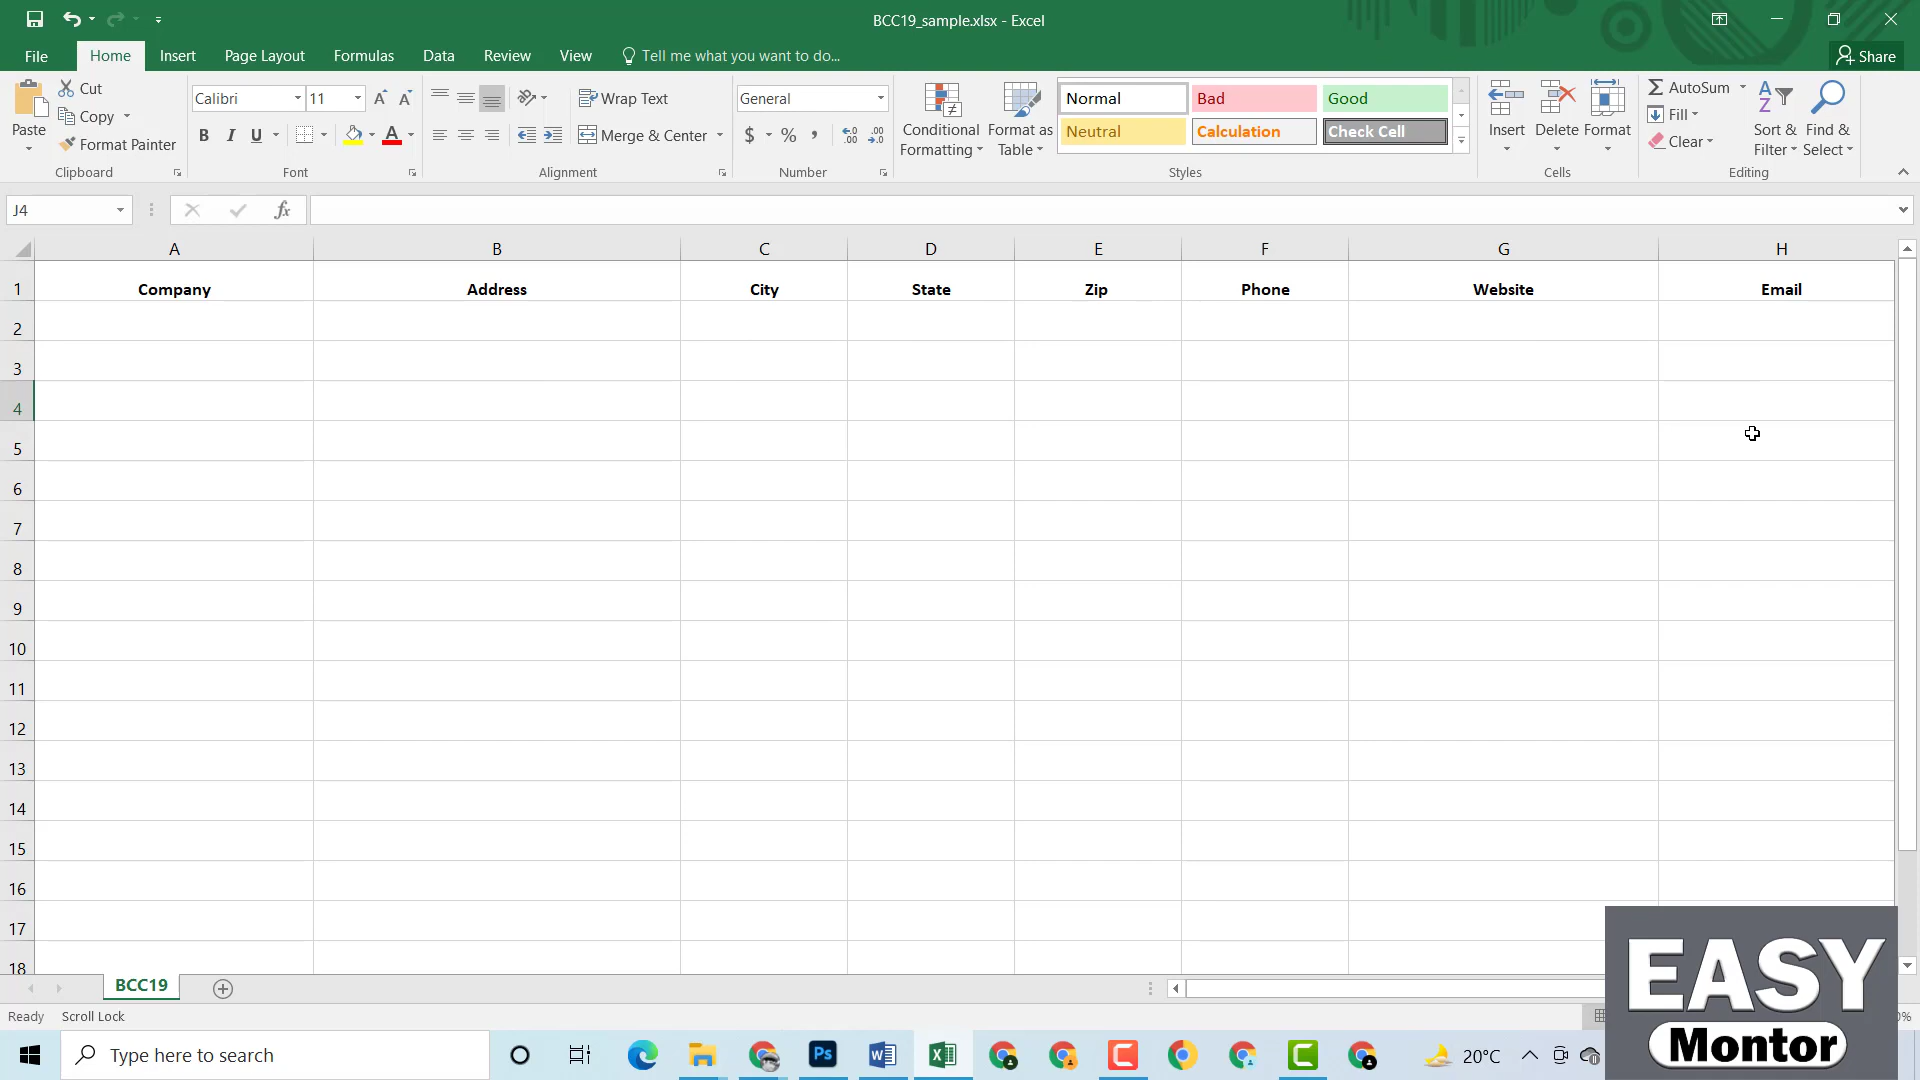 BCC19_sample.xlsx - Excel
File Home Insert Page Layout Formulas Data Review View Tell me what you want to do... Share
Cut
Copy
Format Painter
Paste
Clipboard
Calibri 11
B I U A
Font
Wrap Text
Merge & Center
Alignment
General
$ % ,
Number
Conditional Formatting
Format as Table
Normal Bad Good
Neutral Calculation Check Cell
Styles
Insert Delete Format
Cells
AutoSum
Fill
Clear
Sort & Filter
Find & Select
Editing
J4 fx
A B C D E F G H
1 Company Address City State Zip Phone Website Email
2
3
4
5
6
7
8
9
10
11
12
13
14
15
16
17
18
BCC19
Ready Scroll Lock
Type here to search
Ps
20°C
EASY
Montor